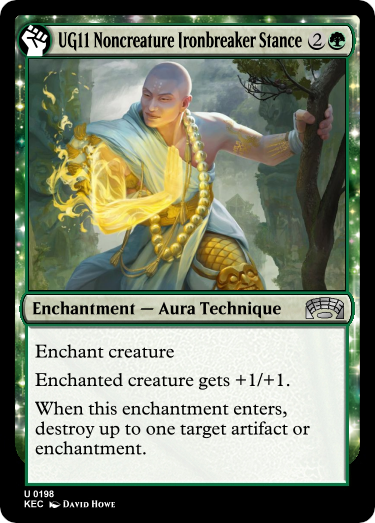 UG11 Noncreature Ironbreaker Stance 2
Enchantment — Aura Technique
Enchant creature
Enchanted creature gets +1/+1.
When this enchantment enters,
destroy up to one target artifact or
enchantment.
U 0198
KEC DAVID HOWE